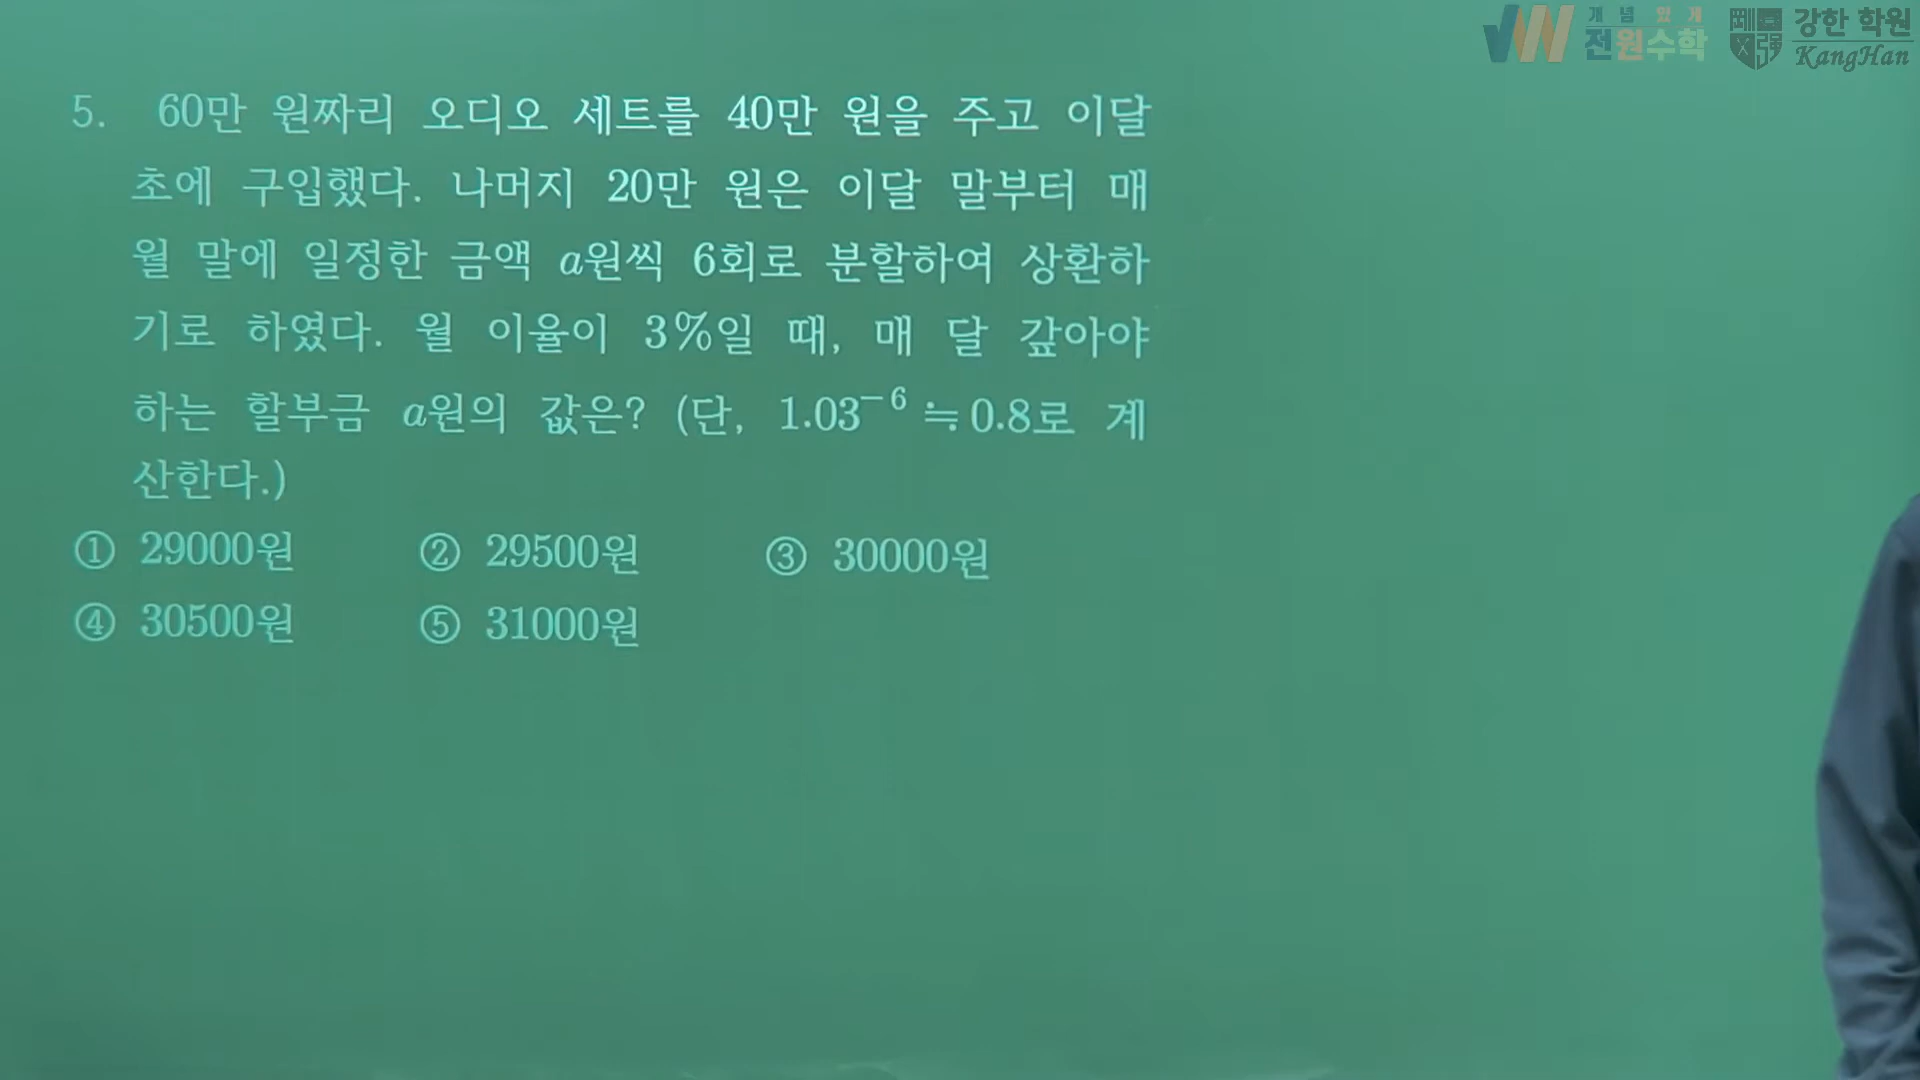 개념 있게
전원수학
강한 학원
KangHan
5. 60만 원짜리 오디오 세트를 40만 원을 주고 이달
초에 구입했다. 나머지 20만 원은 이달 말부터 매
월 말에 일정한 금액 a원씩 6회로 분할하여 상환하
기로 하였다. 월 이율이 3%일 때, 매 달 갚아야
하는 할부금 a원의 값은? (단, 1.03⁻⁶≒0.8로 계
산한다.)
① 29000원 ② 29500원 ③ 30000원
④ 30500원 ⑤ 31000원